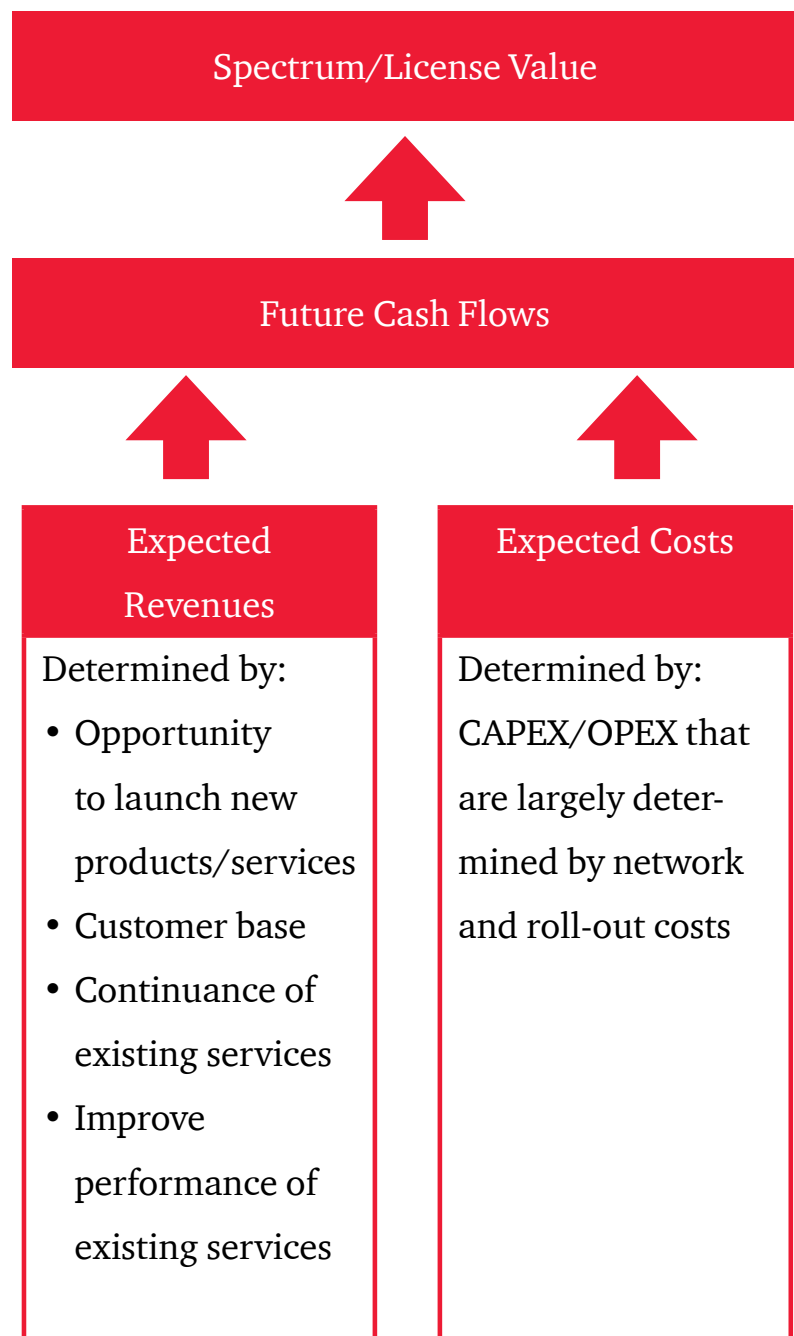 Spectrum/License Value
Future Cash Flows
Expected
Revenues
Determined by:
• Opportunity
to launch new
products/services
• Customer base
• Continuance of
existing services
• Improve
performance of
existing services
Expected Costs
Determined by:
CAPEX/OPEX that
are largely deter-
mined by network
and roll-out costs